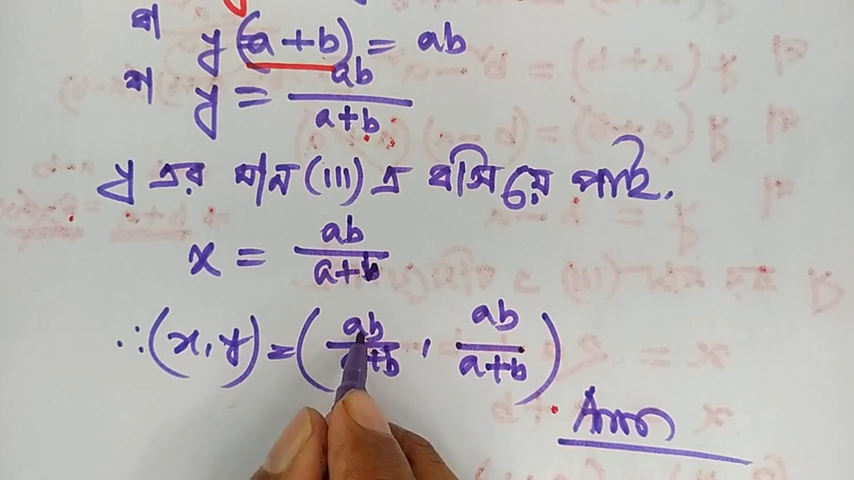 বা y(a+b) = ab
বা y = ab/a+b
y এর মান (III) এ বসিয়ে পাই,
x = ab/a+b
∴ (x, y) = (ab/a+b, ab/a+b)
Ans